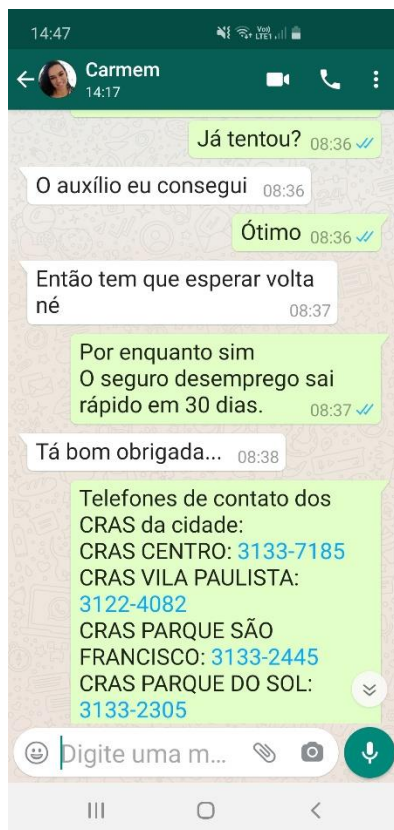 14:47
Vo))
LTE1
Carmem
14:17
Já tentou? 08:36
O auxílio eu consegui 08:36
Ótimo 08:36
Então tem que esperar volta
né 08:37
Por enquanto sim
O seguro desemprego sai
rápido em 30 dias. 08:37
Tá bom obrigada... 08:38
Telefones de contato dos
CRAS da cidade:
CRAS CENTRO: 3133-7185
CRAS VILA PAULISTA:
3122-4082
CRAS PARQUE SÃO
FRANCISCO: 3133-2445
CRAS PARQUE DO SOL:
3133-2305
Digite uma m...